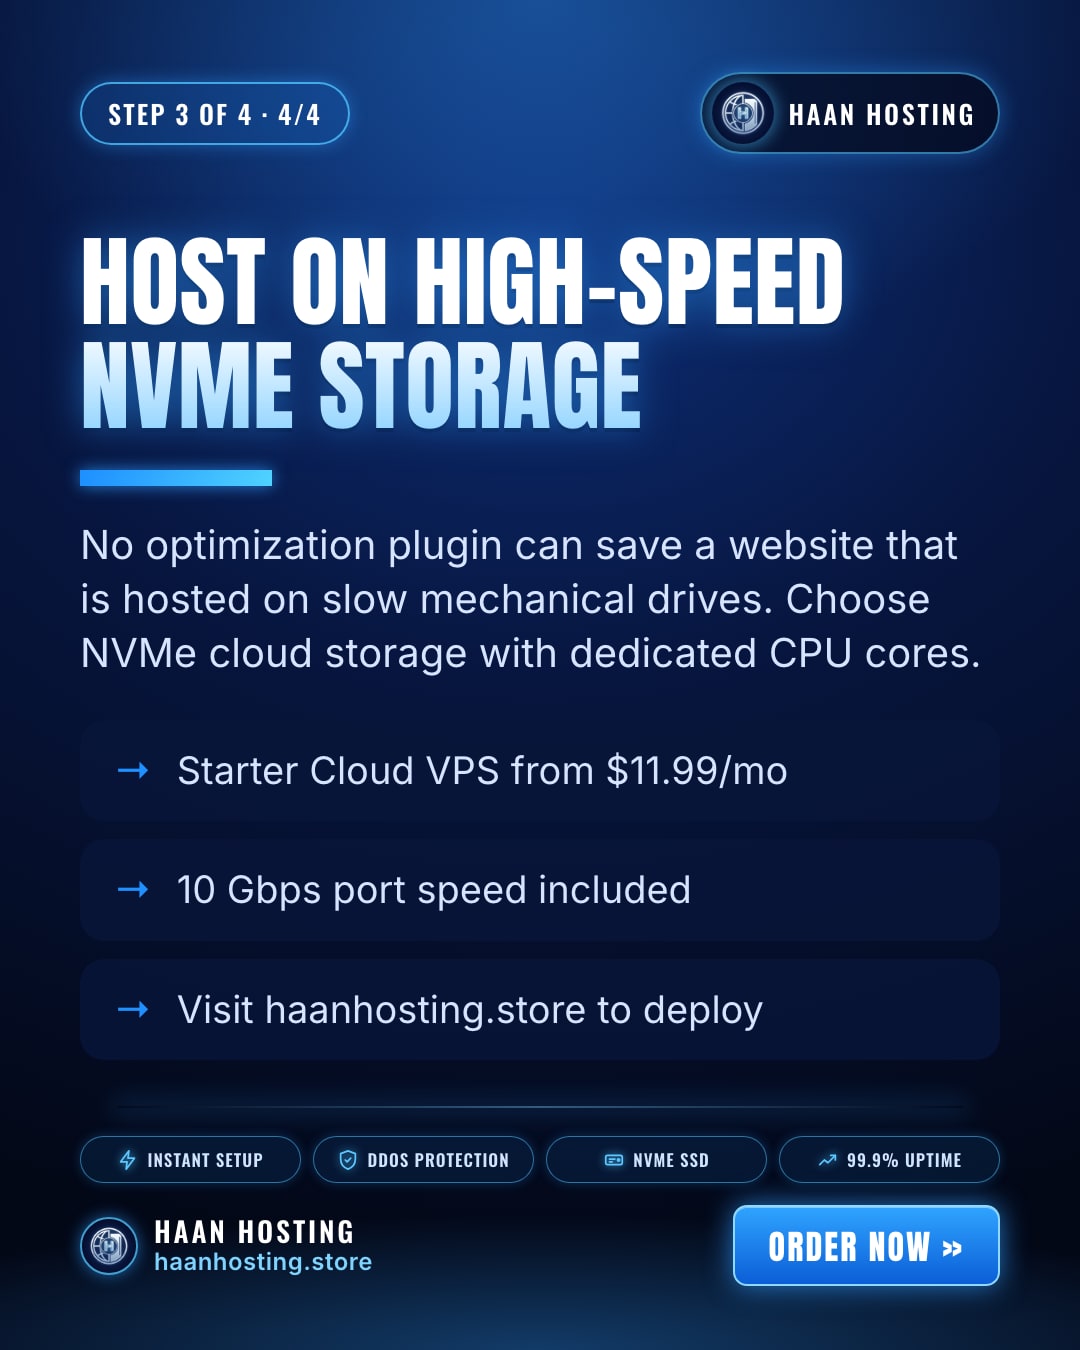 STEP 3 OF 4 · 4/4
HAAN HOSTING
HOST ON HIGH-SPEED
NVME STORAGE
No optimization plugin can save a website that
is hosted on slow mechanical drives. Choose
NVMe cloud storage with dedicated CPU cores.
→ Starter Cloud VPS from $11.99/mo
→ 10 Gbps port speed included
→ Visit haanhosting.store to deploy
INSTANT SETUP
DDOS PROTECTION
NVME SSD
99.9% UPTIME
HAAN HOSTING
haanhosting.store
ORDER NOW »